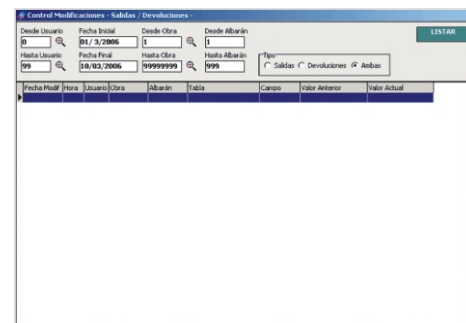 Control Modificaciones - Salidas / Devoluciones -
Desde Usuario Fecha Inicial Desde Obra Desde Albarán
0 01/ 3/2006 1 1
LISTAR
Hasta Usuario Fecha Final Hasta Obra Hasta Albarán Tipo
99 10/03/2006 99999999 999 Salidas Devoluciones Ambas
Fecha Modif Hora Usuario Obra Albarán Tabla Campo Valor Anterior Valor Actual